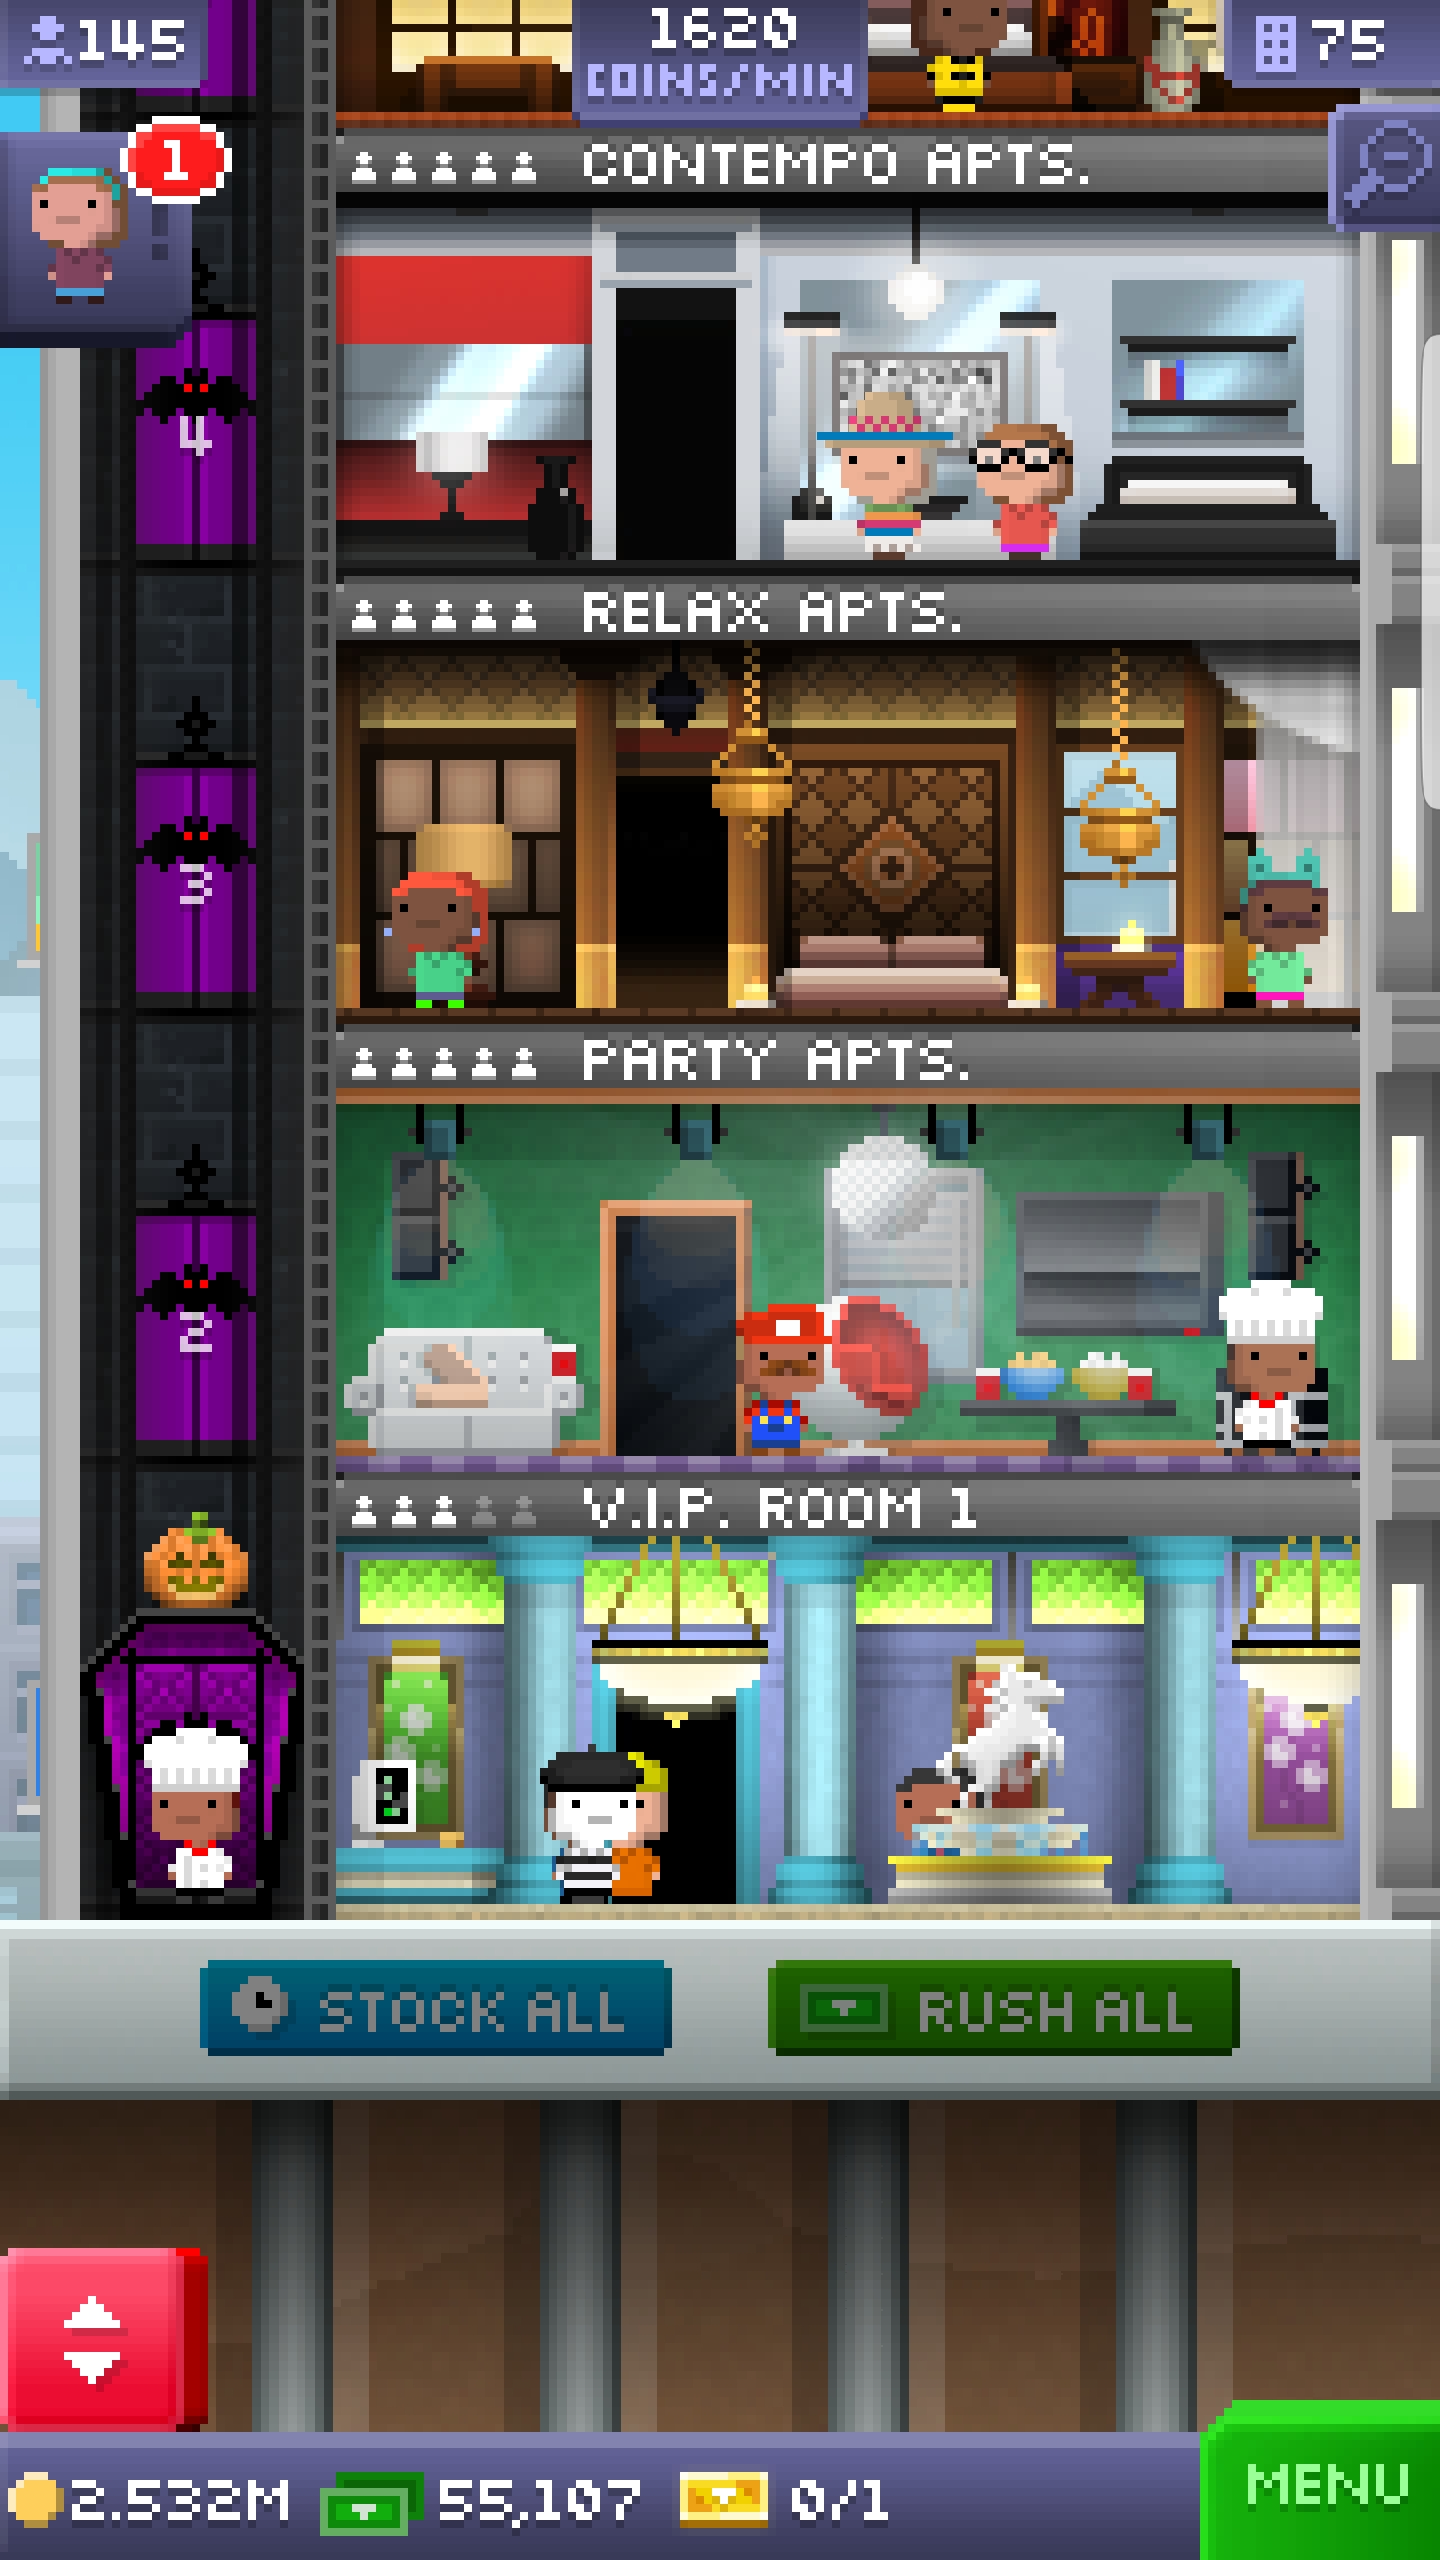 145
1620
COINS/MIN
75
1
CONTEMPO APTS.
4
RELAX APTS.
3
PARTY APTS.
2
V.I.P. ROOM 1
STOCK ALL
RUSH ALL
2.532M
55,107
0/1
MENU